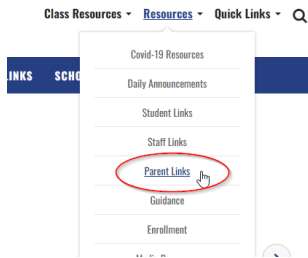 Class Resources Resources Quick Links
Covid-19 Resources
LINKS SCHO
Daily Announcements
Student Links
Staff Links
Parent Links
Guidance
Enrollment